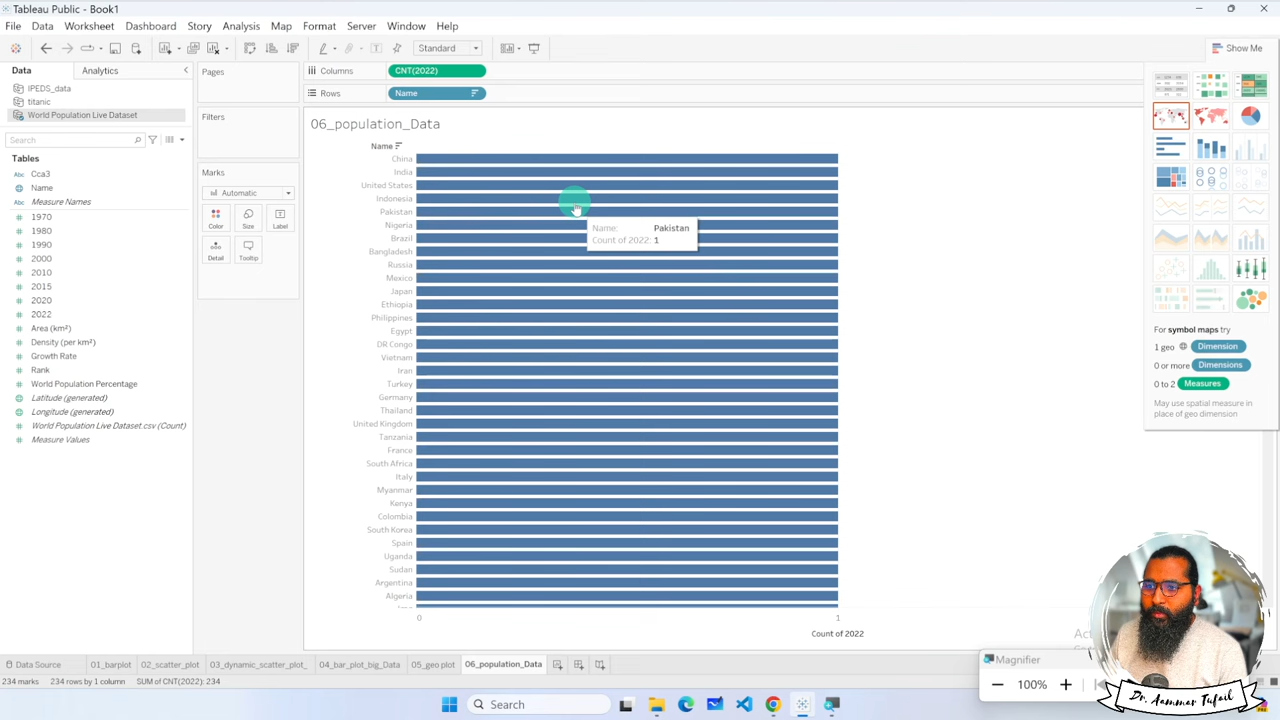 Tableau Public - Book1
File Data Worksheet Dashboard Story Analysis Map Format Server Window Help
Standard
Show Me
Data Analytics
IPEDS_data
titanic
World Population Live Dataset
Search
Tables
Abc Cca3
Name
Abc Measure Names
1970
1980
1990
2000
2010
2015
2020
2022
Area (km²)
Density (per km²)
Growth Rate
Rank
World Population Percentage
Latitude (generated)
Longitude (generated)
World Population Live Dataset.csv (Count)
Measure Values
Pages
Filters
Marks
Automatic
Color Size Label
Detail Tooltip
Columns CNT(2022)
Rows Name
06_population_Data
Name
China
India
United States
Indonesia
Pakistan
Nigeria
Brazil
Bangladesh
Russia
Mexico
Japan
Ethiopia
Philippines
Egypt
DR Congo
Vietnam
Iran
Turkey
Germany
Thailand
United Kingdom
Tanzania
France
South Africa
Italy
Myanmar
Kenya
Colombia
South Korea
Spain
Uganda
Sudan
Argentina
Algeria
Name: Pakistan
Count of 2022: 1
0 1
Count of 2022
For symbol maps try
1 geo Dimension
0 or more Dimensions
0 to 2 Measures
May use spatial measure in
place of geo dimension
Data Source 01_barplot 02_scatter_plot 03_dynamic_scatter_plot_ 04_bar_plot_big_Data 05_geo plot 06_population_Data
234 marks 234 rows by 1 column SUM of CNT(2022): 234
Magnifier
100%
Search
Dr. Aammar Tufail